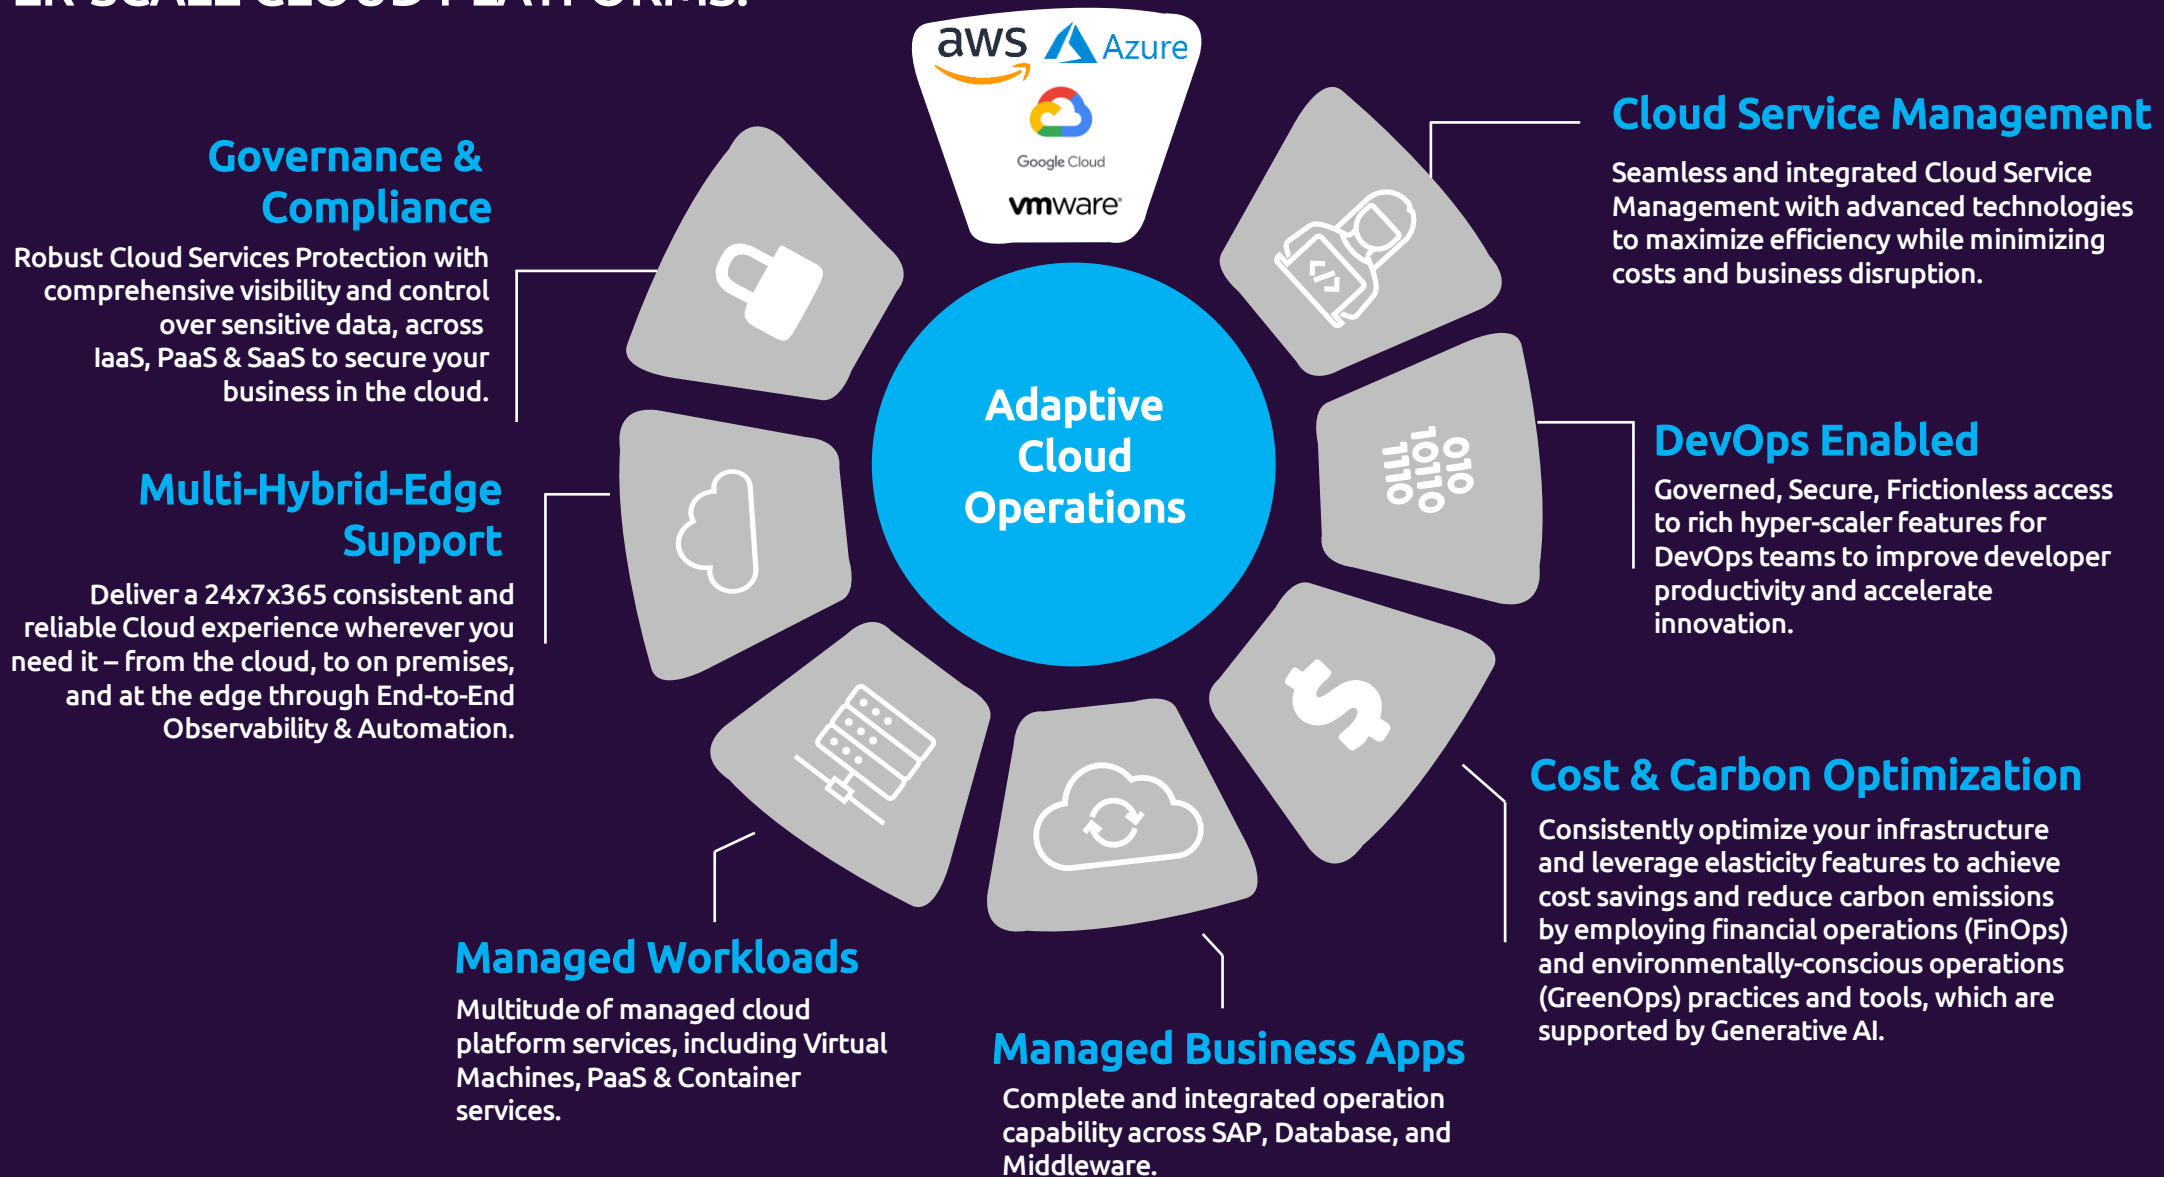 ER-SCALE CLOUD PLATFORMS.
aws Azure
Google Cloud
vmware
Adaptive
Cloud
Operations
Cloud Service Management
Seamless and integrated Cloud Service
Management with advanced technologies
to maximize efficiency while minimizing
costs and business disruption.
DevOps Enabled
Governed, Secure, Frictionless access
to rich hyper-scaler features for
DevOps teams to improve developer
productivity and accelerate
innovation.
Cost & Carbon Optimization
Consistently optimize your infrastructure
and leverage elasticity features to achieve
cost savings and reduce carbon emissions
by employing financial operations (FinOps)
and environmentally-conscious operations
(GreenOps) practices and tools, which are
supported by Generative AI.
Managed Business Apps
Complete and integrated operation
capability across SAP, Database, and
Middleware.
Managed Workloads
Multitude of managed cloud
platform services, including Virtual
Machines, PaaS & Container
services.
Multi-Hybrid-Edge
Support
Deliver a 24x7x365 consistent and
reliable Cloud experience wherever you
need it – from the cloud, to on premises,
and at the edge through End-to-End
Observability & Automation.
Governance &
Compliance
Robust Cloud Services Protection with
comprehensive visibility and control
over sensitive data, across
IaaS, PaaS & SaaS to secure your
business in the cloud.